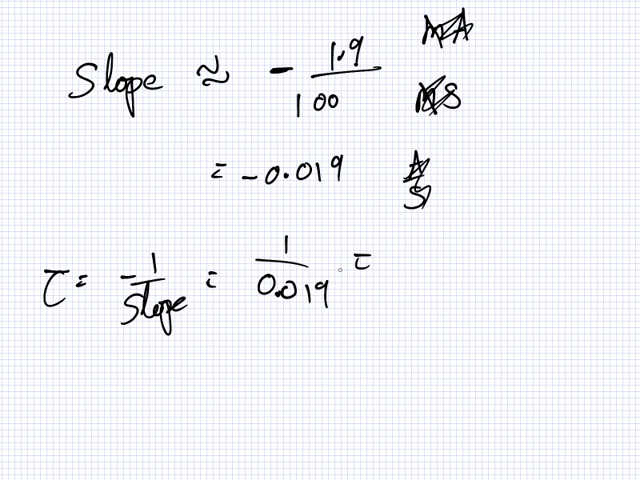 Slope ≈ - 1.9 / 100
= -0.019
τ = -1 / Slope = 1 / 0.019 =